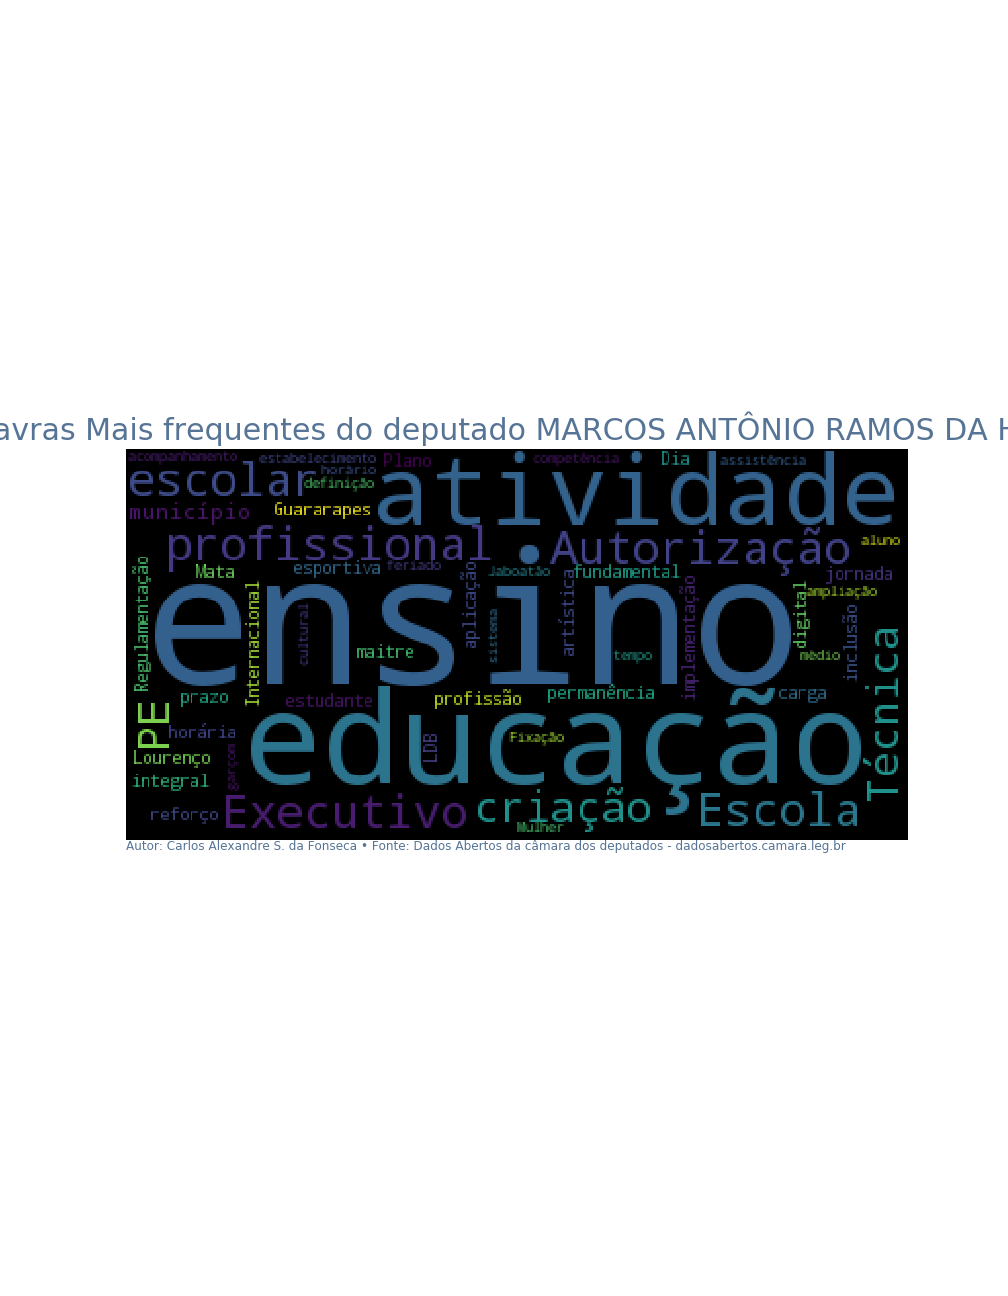 avras Mais frequentes do deputado MARCOS ANTÔNIO RAMOS DA H
acompanhamento
estabelecimento
Plano
competência
Dia
assistência
escolar
horário
definição
atividade
município
Guararapes
profissional
Autorização
aluno
Mata
esportiva
feriado
Jaboatão
fundamental
jornada
Regulamentação
Internacional
cultural
ensino
aplicação
sistema
artística
implementação
digital
ampliação
inclusão
maitre
tempo
médio
Técnica
prazo
estudante
profissão
permanência
carga
PE
horária
educação
LDB
Fixação
Lourenço
garçom
integral
reforço
Executivo
criação
Mulher
Escola
Autor: Carlos Alexandre S. da Fonseca • Fonte: Dados Abertos da câmara dos deputados - dadosabertos.camara.leg.br